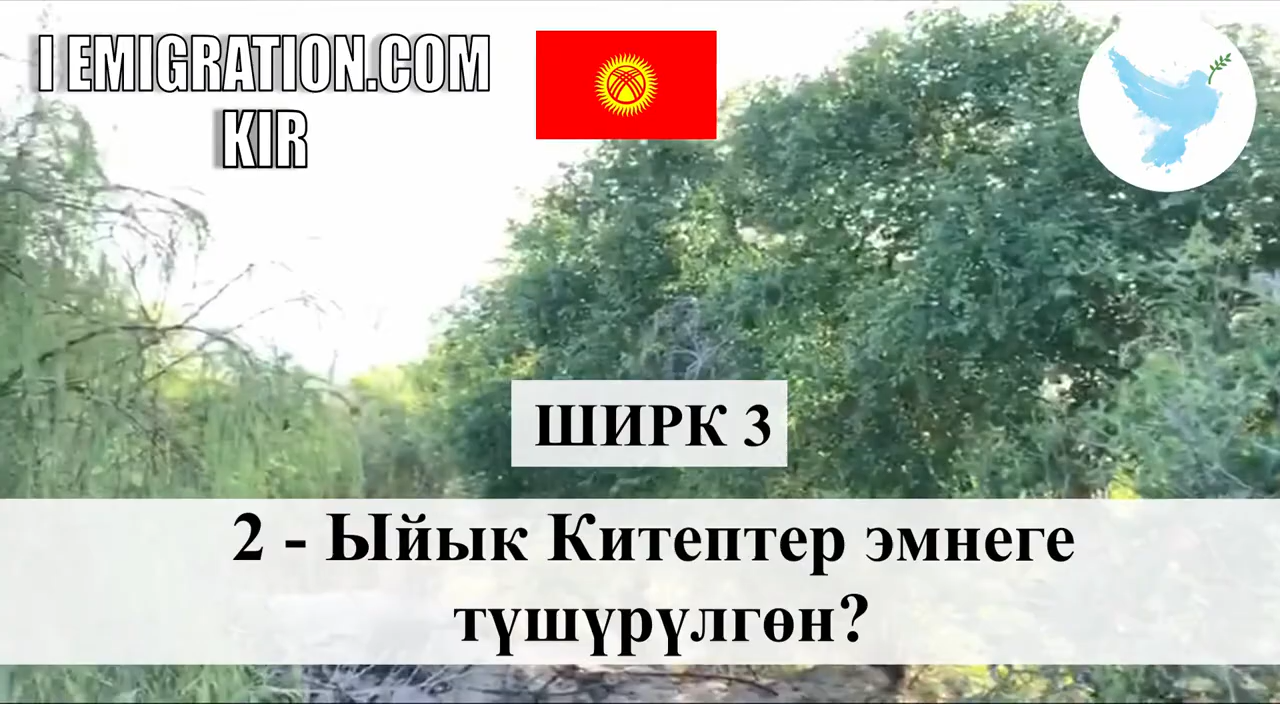 I EMIGRATION.COM
KIR
ШИРК 3
2 - Ыйык Китептер эмнеге
түшүрүлгөн?